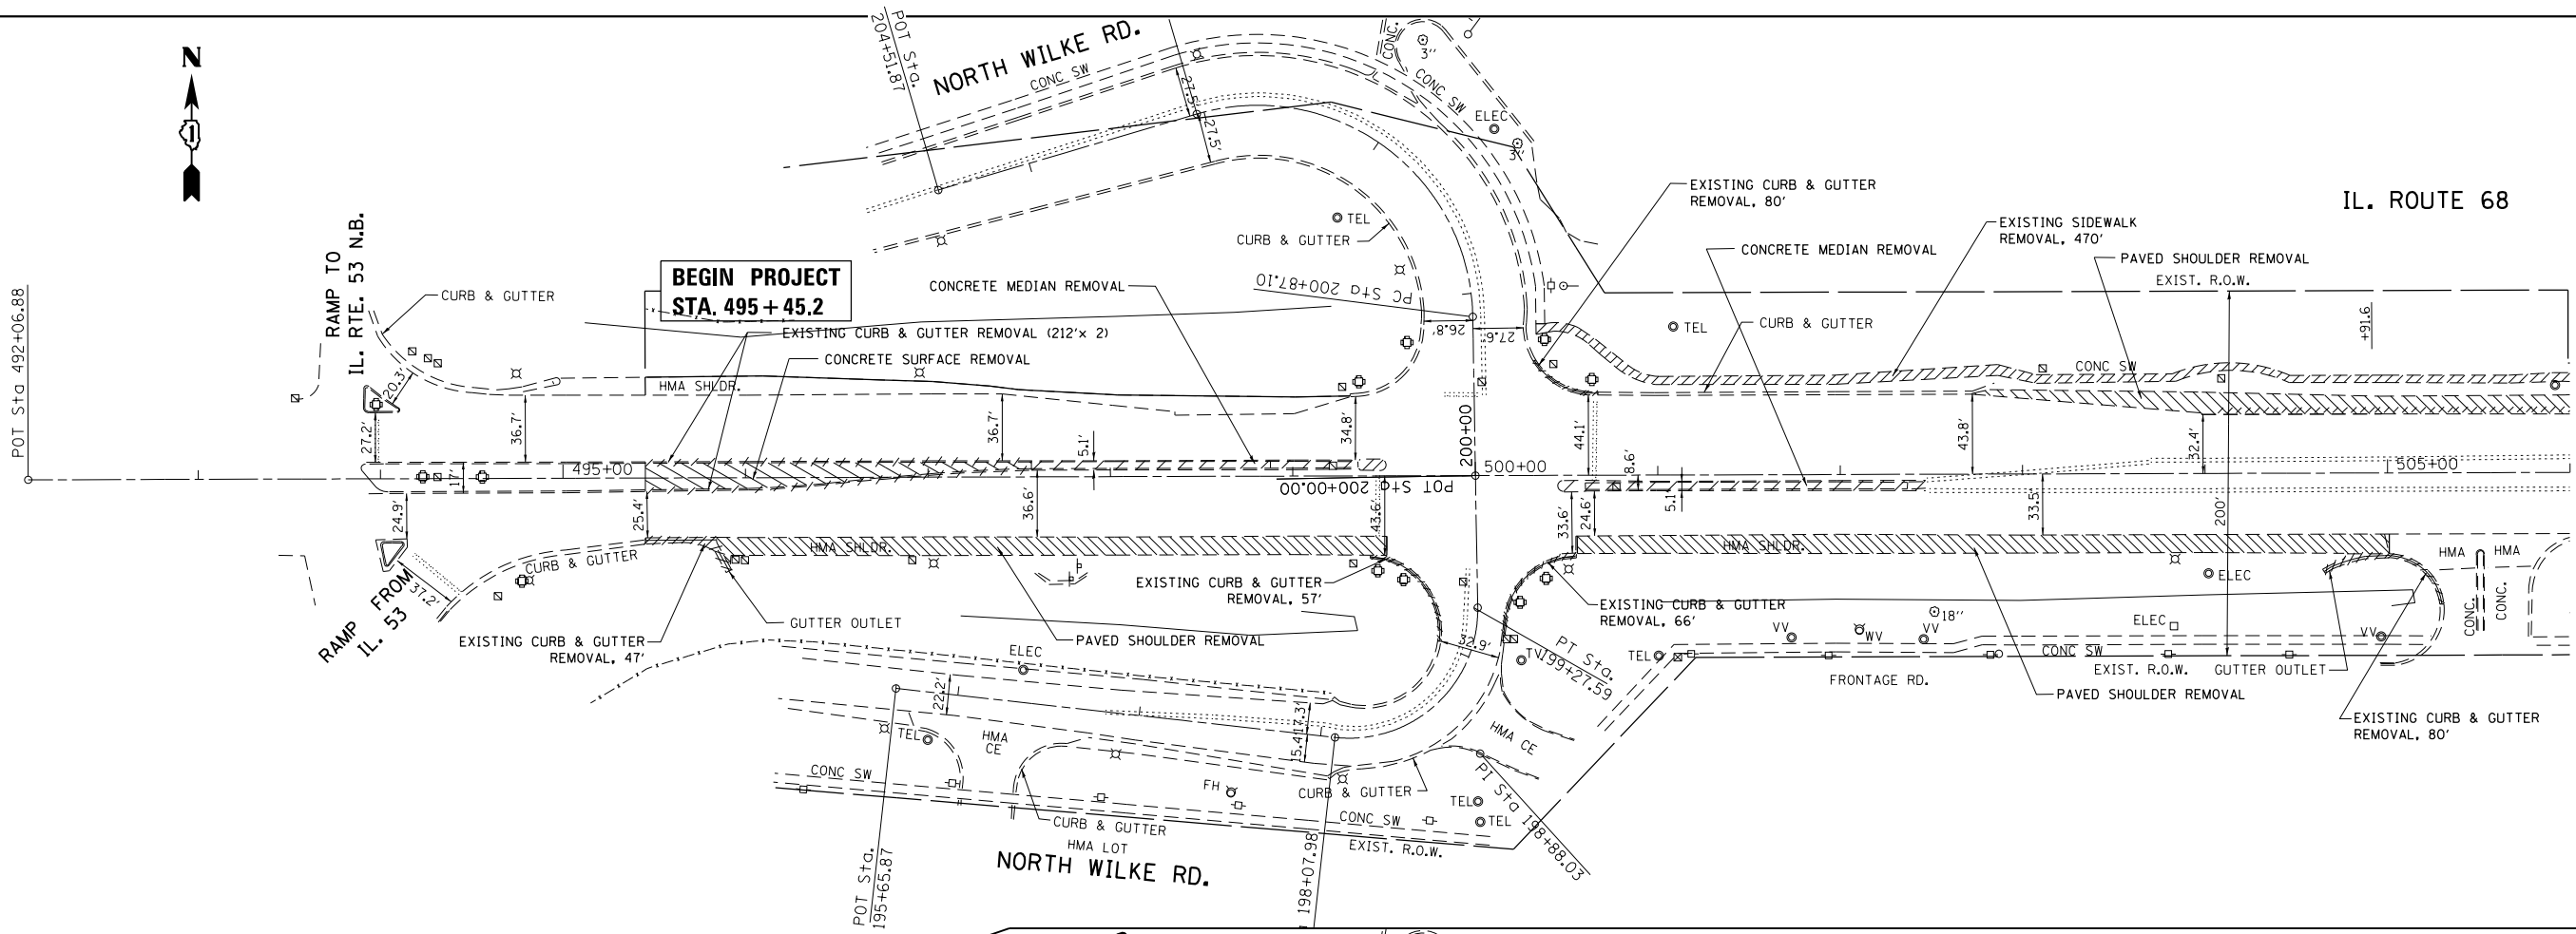 POT Sta.
204+51.87
NORTH WILKE RD.
CONC SW
CONC.
3"
CONC SW
N
1
27.5'
27.5'
ELEC
3"
EXISTING CURB & GUTTER
REMOVAL, 80'
IL. ROUTE 68
TEL
CURB & GUTTER
EXISTING SIDEWALK
REMOVAL, 470'
CONCRETE MEDIAN REMOVAL
PAVED SHOULDER REMOVAL
EXIST. R.O.W.
RAMP TO
IL. RTE. 53 N.B.
BEGIN PROJECT
STA. 495+45.2
CONCRETE MEDIAN REMOVAL
PC Sta 200+87.10
POT Sta 492+06.88
CURB & GUTTER
EXISTING CURB & GUTTER REMOVAL (212'x 2)
CONCRETE SURFACE REMOVAL
26.8'
27.6'
TEL
CURB & GUTTER
+91.6
20.3'
HMA SHLDR.
CONC SW
27.2'
36.7'
36.7'
5.1'
34.8'
200+00
44.1'
43.8'
32.4'
17'
495+00
500+00
8.6'
505+00
POT Sta 200+00.00
24.9'
25.4'
36.6'
43.6'
33.6'
24.6'
5.1'
33.5'
200'
HMA SHLDR.
HMA SHLDR.
HMA
HMA
CURB & GUTTER
37.2'
RAMP FROM
IL. 53
EXISTING CURB & GUTTER
REMOVAL, 57'
EXISTING CURB & GUTTER
REMOVAL, 66'
ELEC
18"
CONC.
CONC.
GUTTER OUTLET
EXISTING CURB & GUTTER
REMOVAL, 47'
PAVED SHOULDER REMOVAL
32.9'
VV
WV
VV
ELEC
VV
ELEC
TV
PT Sta.
199+27.59
TEL
CONC SW
EXIST. R.O.W.
GUTTER OUTLET
FRONTAGE RD.
PAVED SHOULDER REMOVAL
EXISTING CURB & GUTTER
REMOVAL, 80'
22.2'
17.3'
15.4'
TEL
HMA
CE
HMA CE
CONC SW
FH
CURB & GUTTER
TEL
TEL
PI Sta 198+88.03
CURB & GUTTER
CONC SW
HMA LOT
EXIST. R.O.W.
NORTH WILKE RD.
POT Sta.
195+65.87
198+07.98